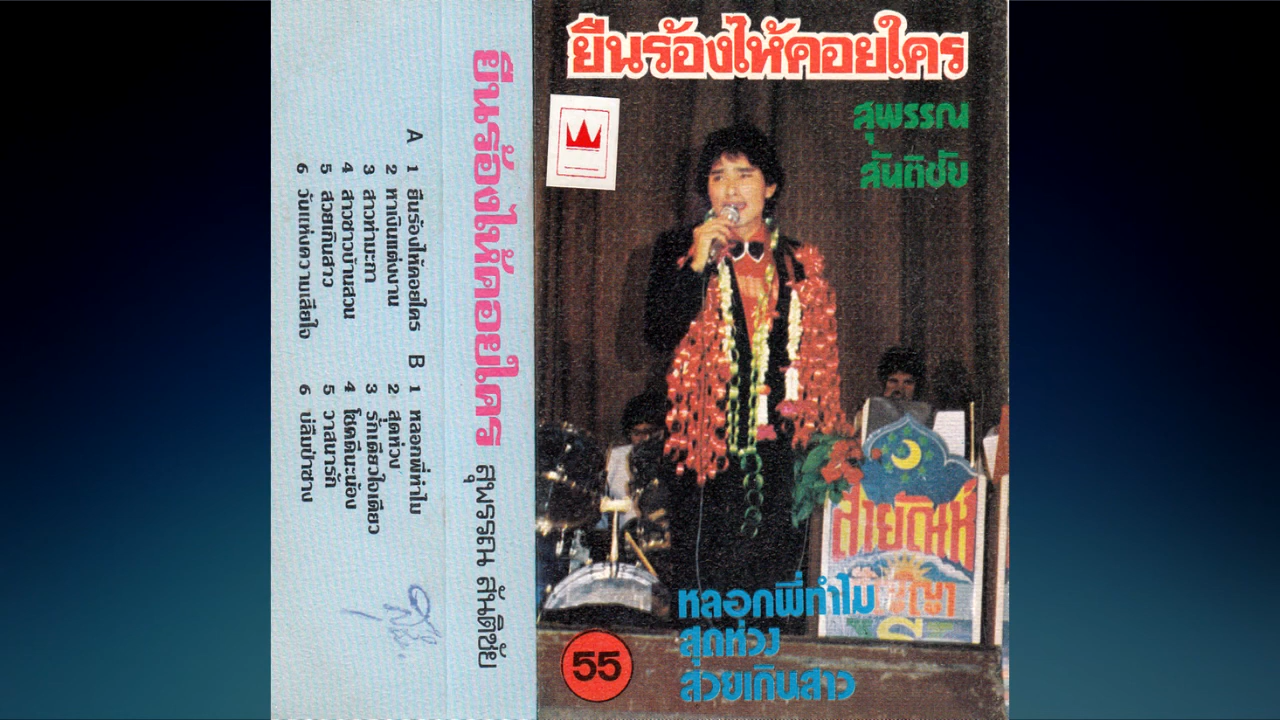 ยืนร้องไห้คอยใคร
สุพรรณ
สันติชัย
สายัณห์
หลอกพี่ทำไม
สุดห่วง
สวยเกินสาว
55
ยืนร้องไห้คอยใคร สุพรรณ สันติชัย
A
1 ยืนร้องไห้คอยใคร
2 หาเงินแต่งงาน
3 สาวท่ามะกา
4 สาวชาวบ้านสวน
5 สวยเกินสาว
6 วันแห่งความเสียใจ
B
1 หลอกพี่ทำไม
2 สุดห่วง
3 รักเดียวใจเดียว
4 โชคดีนะน้อง
5 วาสนารัก
6 บ่ลืมป่าซาง